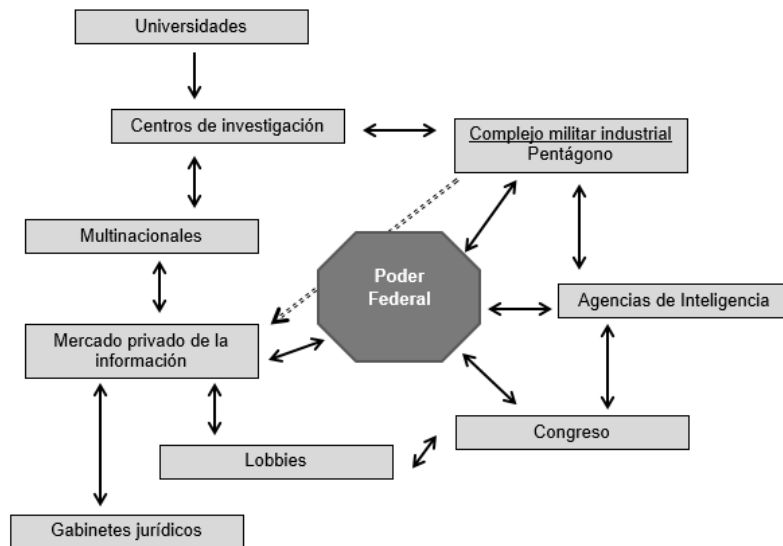 Universidades
Centros de investigación
Complejo militar industrial
Pentágono
Multinacionales
Poder
Federal
Agencias de Inteligencia
Mercado privado de la
información
Congreso
Lobbies
Gabinetes jurídicos